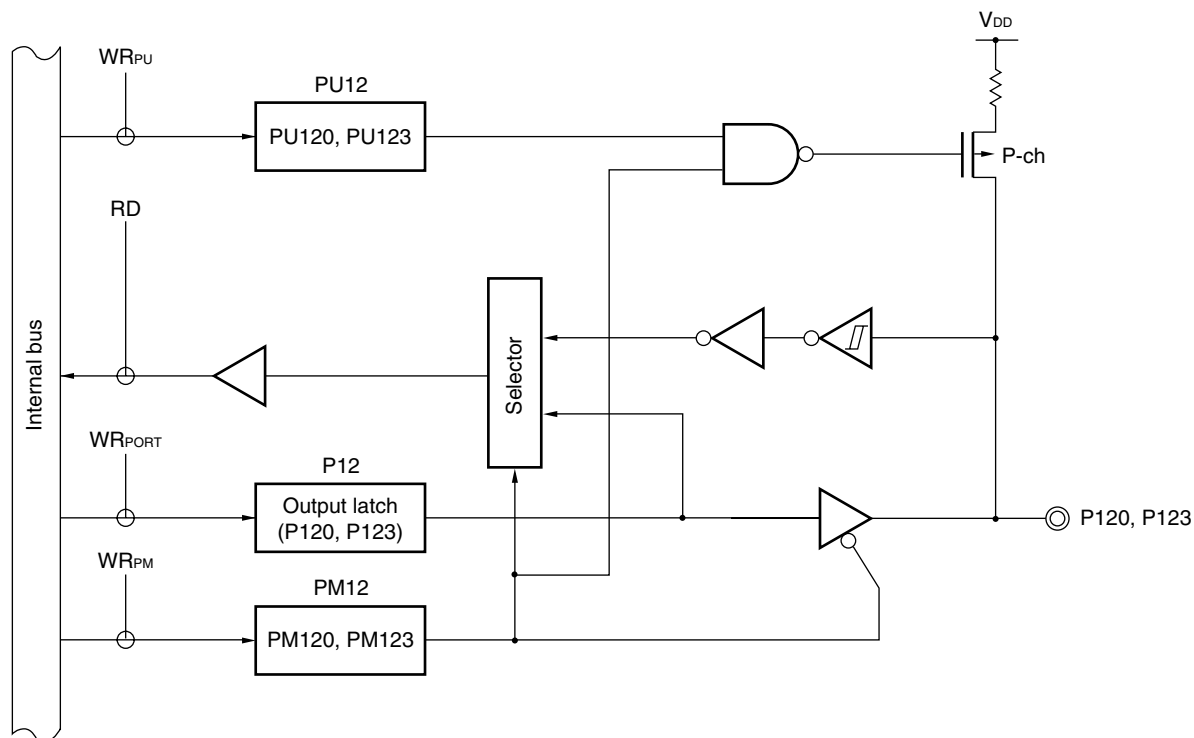 VDD
WRPU
PU12
PU120, PU123
P-ch
RD
Internal bus
Selector
WRPORT
P12
Output latch
(P120, P123)
P120, P123
WRPM
PM12
PM120, PM123